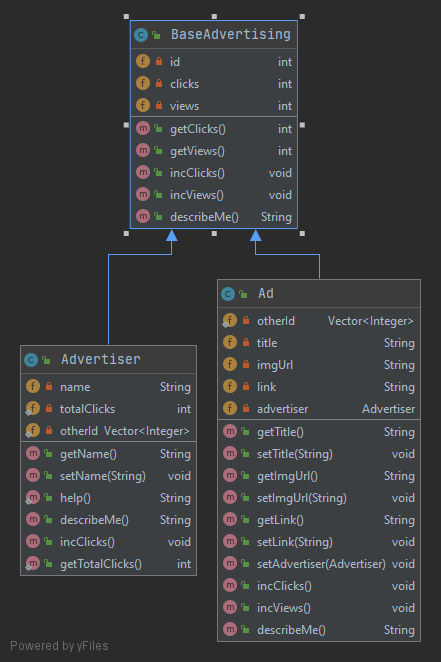 BaseAdvertising
id int
clicks int
views int
getClicks() int
getViews() int
incClicks() void
incViews() void
describeMe() String
Advertiser
name String
totalClicks int
otherId Vector<Integer>
getName() String
setName(String) void
help() String
describeMe() String
incClicks() void
getTotalClicks() int
Ad
otherId Vector<Integer>
title String
imgUrl String
link String
advertiser Advertiser
getTitle() String
setTitle(String) void
getImgUrl() String
setImgUrl(String) void
getLink() String
setLink(String) void
setAdvertiser(Advertiser) void
incClicks() void
incViews() void
describeMe() String
Powered by yFiles